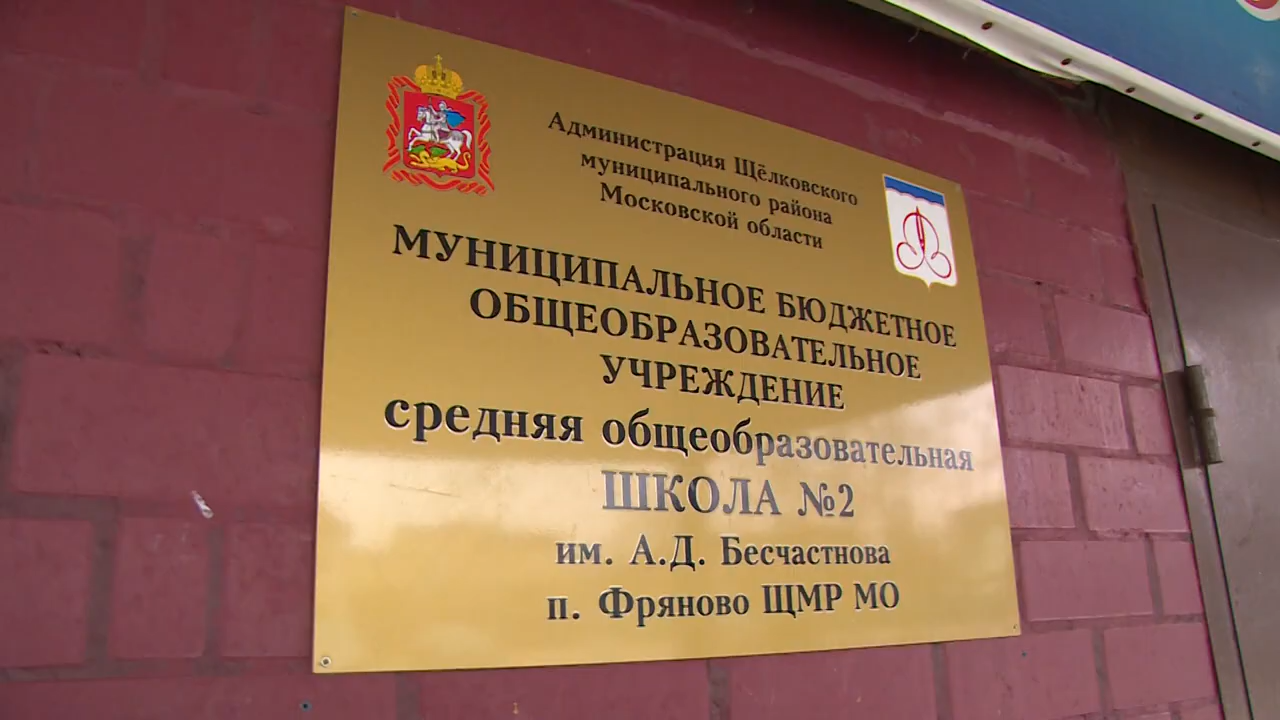 Администрация Щёлковского
муниципального района
Московской области
МУНИЦИПАЛЬНОЕ БЮДЖЕТНОЕ
ОБЩЕОБРАЗОВАТЕЛЬНОЕ
УЧРЕЖДЕНИЕ
средняя общеобразовательная
ШКОЛА №2
им. А.Д. Бесчастнова
п. Фряново ЩМР МО